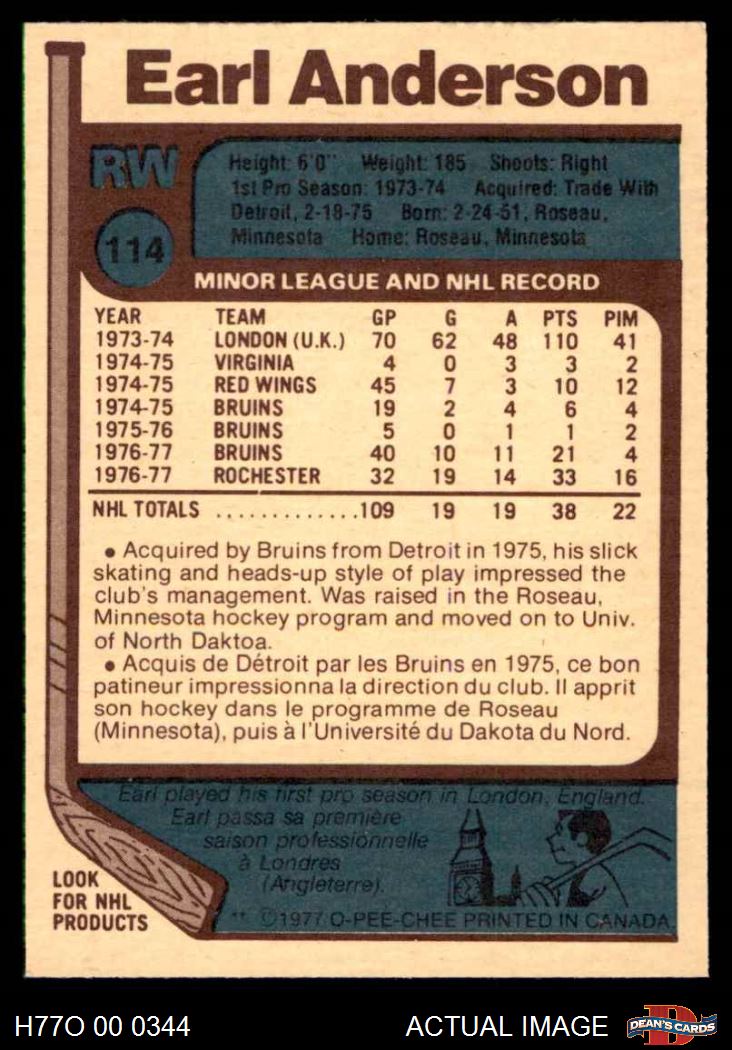 Earl Anderson
RW
Height: 6'0" Weight: 185 Shoots: Right
1st Pro Season: 1973-74 Acquired: Trade With
Detroit, 2-18-75 Born: 2-24-51, Roseau,
Minnesota Home: Roseau, Minnesota
114
MINOR LEAGUE AND NHL RECORD
YEAR TEAM GP G A PTS PIM
1973-74 LONDON (U.K.) 70 62 48 110 41
1974-75 VIRGINIA 4 0 3 3 2
1974-75 RED WINGS 45 7 3 10 12
1974-75 BRUINS 19 2 4 6 4
1975-76 BRUINS 5 0 1 1 2
1976-77 BRUINS 40 10 11 21 4
1976-77 ROCHESTER 32 19 14 33 16
NHL TOTALS .............109 19 19 38 22
• Acquired by Bruins from Detroit in 1975, his slick
skating and heads-up style of play impressed the
club's management. Was raised in the Roseau,
Minnesota hockey program and moved on to Univ.
of North Daktoa.
• Acquis de Détroit par les Bruins en 1975, ce bon
patineur impressionna la direction du club. Il apprit
son hockey dans le programme de Roseau
(Minnesota), puis à l'Université du Dakota du Nord.
Earl played his first pro season in London, England.
Earl passa sa première
saison professionnelle
à Londres
(Angleterre).
LOOK
FOR NHL
PRODUCTS
** ©1977 O-PEE-CHEE PRINTED IN CANADA
H77O 00 0344 ACTUAL IMAGE
D
DEAN'S CARDS